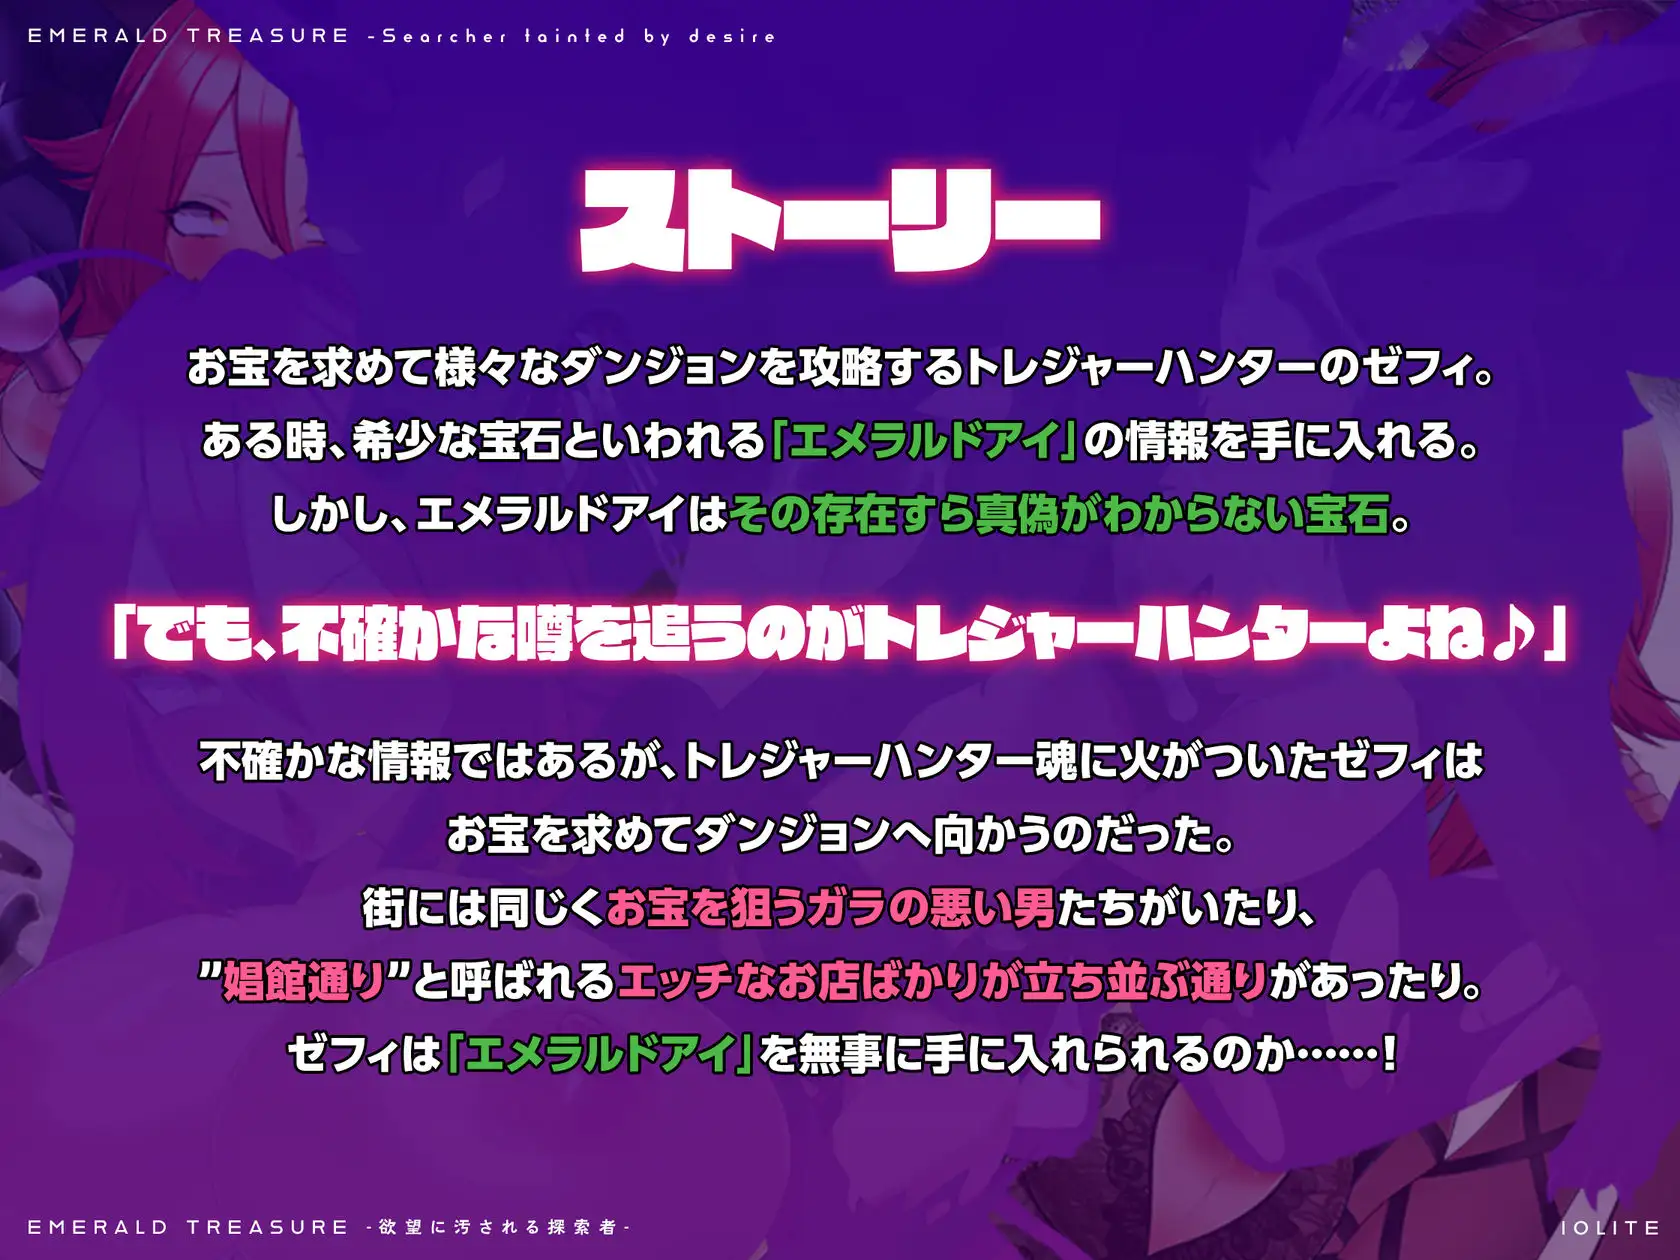 EMERALD TREASURE -Searcher tainted by desire
ストーリー
お宝を求めて様々なダンジョンを攻略するトレジャーハンターのゼフィ。
ある時、希少な宝石といわれる「エメラルドアイ」の情報を手に入れる。
しかし、エメラルドアイはその存在すら真偽がわからない宝石。
「でも、不確かな噂を追うのがトレジャーハンターよね♪」
不確かな情報ではあるが、トレジャーハンター魂に火がついたゼフィは
お宝を求めてダンジョンへ向かうのだった。
街には同じくお宝を狙うガラの悪い男たちがいたり、
”娼館通り”と呼ばれるエッチなお店ばかりが立ち並ぶ通りがあったり。
ゼフィは「エメラルドアイ」を無事に手に入れられるのか……！
EMERALD TREASURE -欲望に汚される探索者-
IOLITE